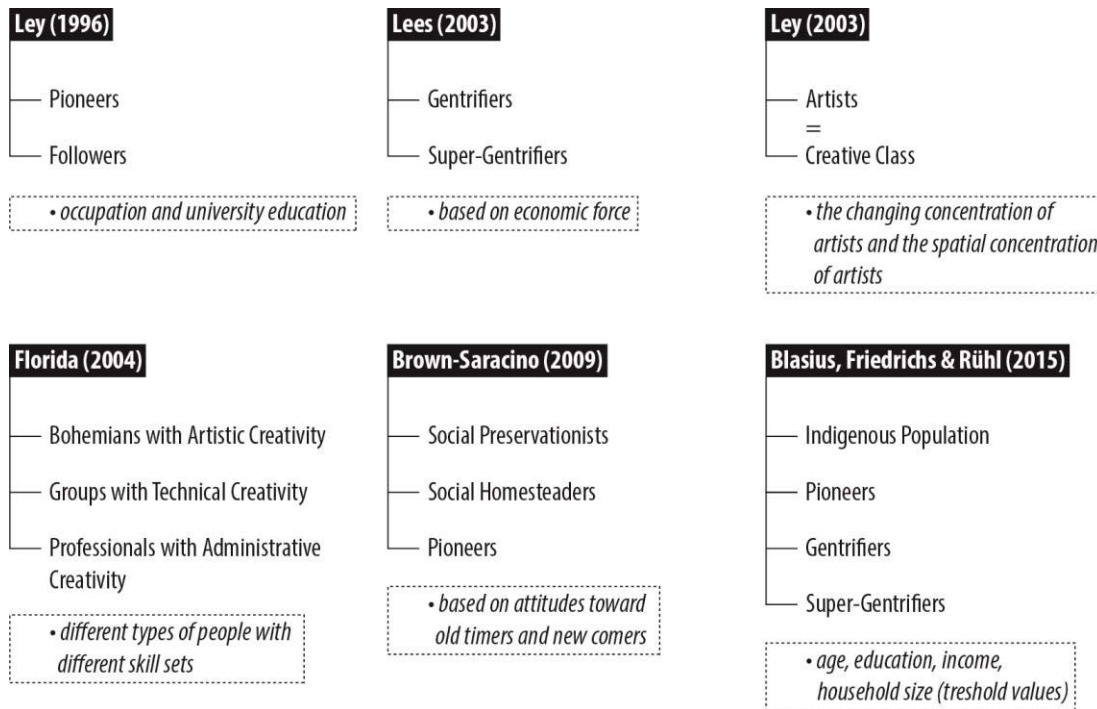 Ley (1996)
Pioneers
Followers
• occupation and university education
Lees (2003)
Gentrifiers
Super-Gentrifiers
• based on economic force
Ley (2003)
Artists
=
Creative Class
• the changing concentration of
artists and the spatial concentration
of artists
Florida (2004)
Bohemians with Artistic Creativity
Groups with Technical Creativity
Professionals with Administrative
Creativity
• different types of people with
different skill sets
Brown-Saracino (2009)
Social Preservationists
Social Homesteaders
Pioneers
• based on attitudes toward
old timers and new comers
Blasius, Friedrichs & Rühl (2015)
Indigenous Population
Pioneers
Gentrifiers
Super-Gentrifiers
• age, education, income,
household size (treshold values)